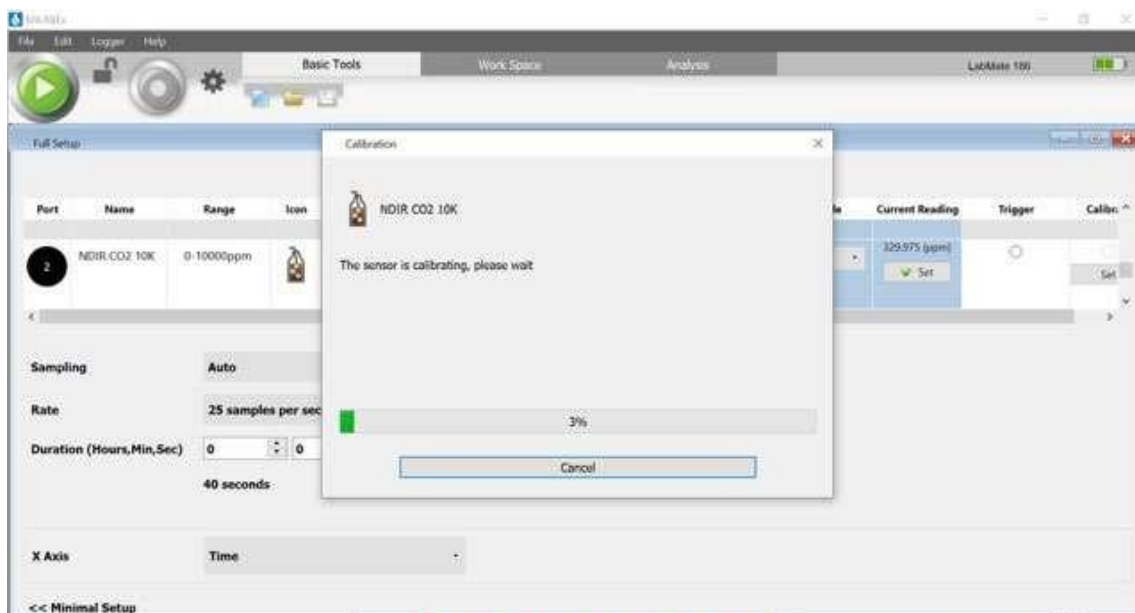 File Edit Logger Help
Basic Tools Work Space Analysis LabMate 186
Full Setup
Calibration
NDIR CO2 10K
The sensor is calibrating, please wait
3%
Cancel
Port Name Range Icon Current Reading Trigger
2 NDIR CO2 10K 0-10000ppm 329.975 (ppm)
Set Set
Sampling Auto
Rate 25 samples per sec
Duration (Hours,Min,Sec) 0 0
40 seconds
X Axis Time
<< Minimal Setup